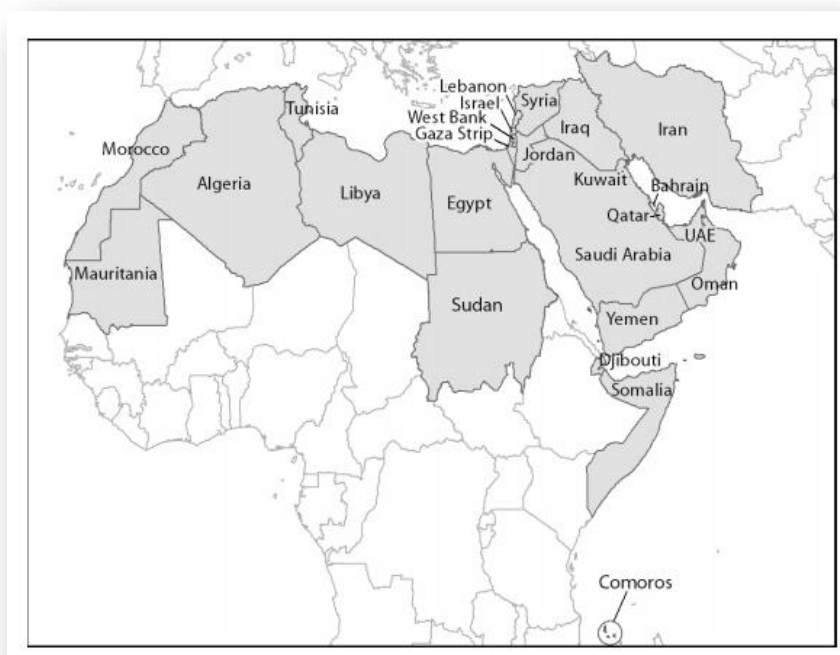 Lebanon
Israel
Syria
West Bank
Gaza Strip
Tunisia
Iraq
Iran
Morocco
Jordan
Algeria
Libya
Egypt
Kuwait
Bahrain
Qatar
UAE
Saudi Arabia
Mauritania
Oman
Sudan
Yemen
Djibouti
Somalia
Comoros